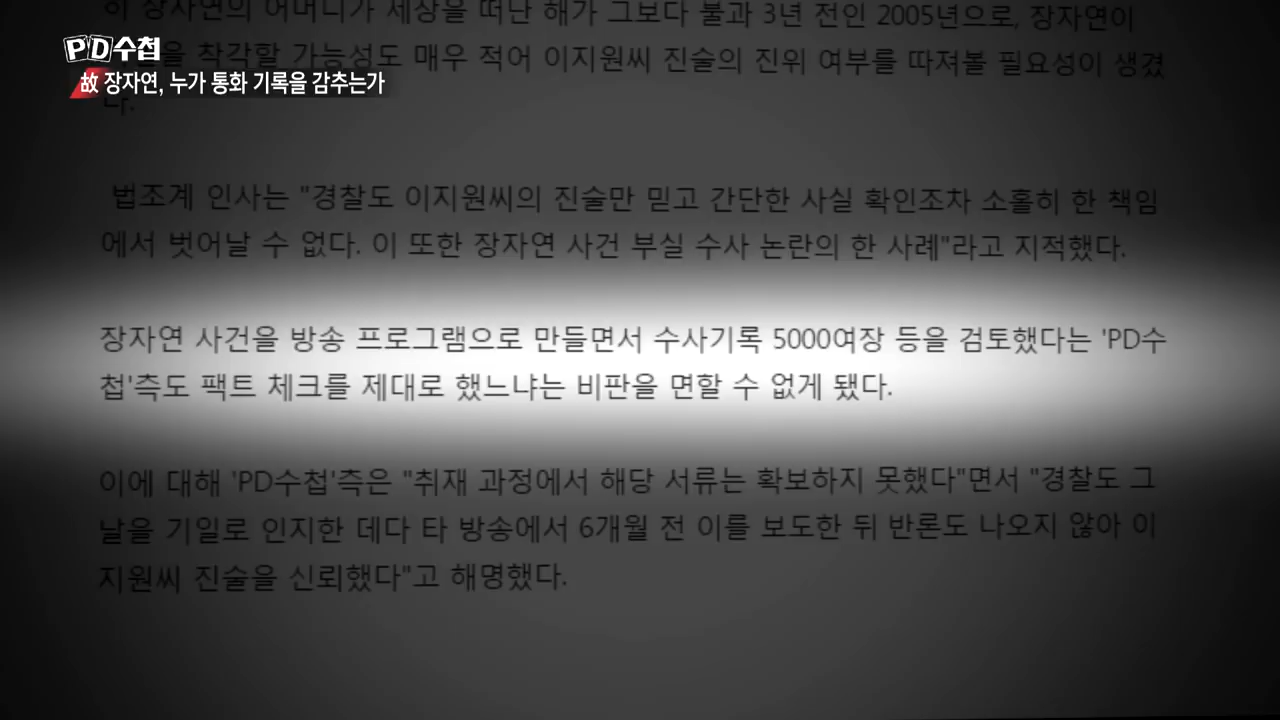 히 장자연의 어머니가 세상을 떠난 해가 그보다 불과 3년 전인 2005년으로, 장자연이
PD수첩
을 착각할 가능성도 매우 적어 이지원씨 진술의 진위 여부를 따져볼 필요성이 생겼
故 장자연, 누가 통화 기록을 감추는가
다.
법조계 인사는 "경찰도 이지원씨의 진술만 믿고 간단한 사실 확인조차 소홀히 한 책임
에서 벗어날 수 없다. 이 또한 장자연 사건 부실 수사 논란의 한 사례"라고 지적했다.
장자연 사건을 방송 프로그램으로 만들면서 수사기록 5000여장 등을 검토했다는 'PD수
첩'측도 팩트 체크를 제대로 했느냐는 비판을 면할 수 없게 됐다.
이에 대해 'PD수첩'측은 "취재 과정에서 해당 서류는 확보하지 못했다"면서 "경찰도 그
날을 기일로 인지한 데다 타 방송에서 6개월 전 이를 보도한 뒤 반론도 나오지 않아 이
지원씨 진술을 신뢰했다"고 해명했다.